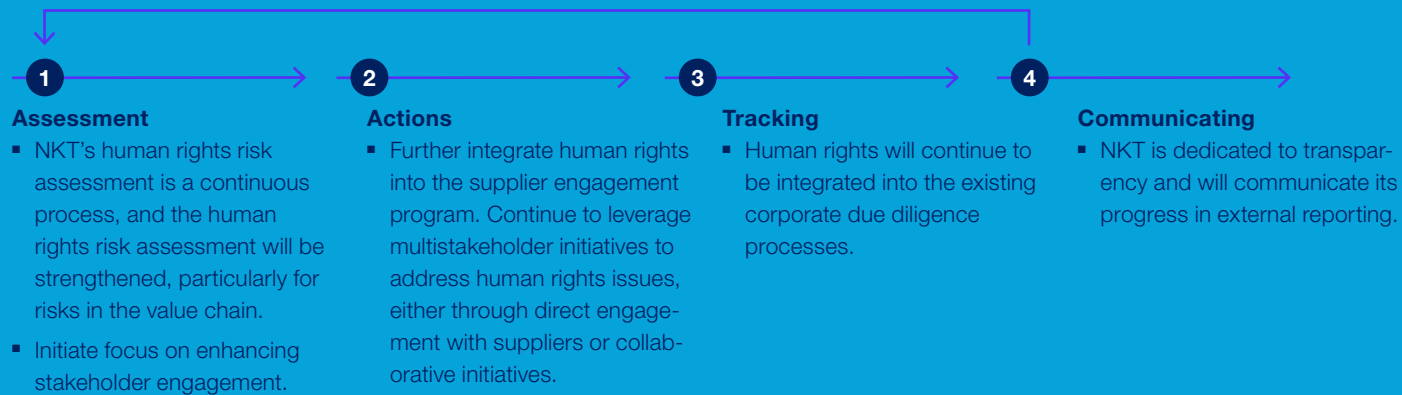 1
Assessment
▪ NKT's human rights risk
assessment is a continuous
process, and the human
rights risk assessment will be
strengthened, particularly for
risks in the value chain.
▪ Initiate focus on enhancing
stakeholder engagement.
2
Actions
▪ Further integrate human rights
into the supplier engagement
program. Continue to leverage
multistakeholder initiatives to
address human rights issues,
either through direct engage-
ment with suppliers or collab-
orative initiatives.
3
Tracking
▪ Human rights will continue to
be integrated into the existing
corporate due diligence
processes.
4
Communicating
▪ NKT is dedicated to transpar-
ency and will communicate its
progress in external reporting.